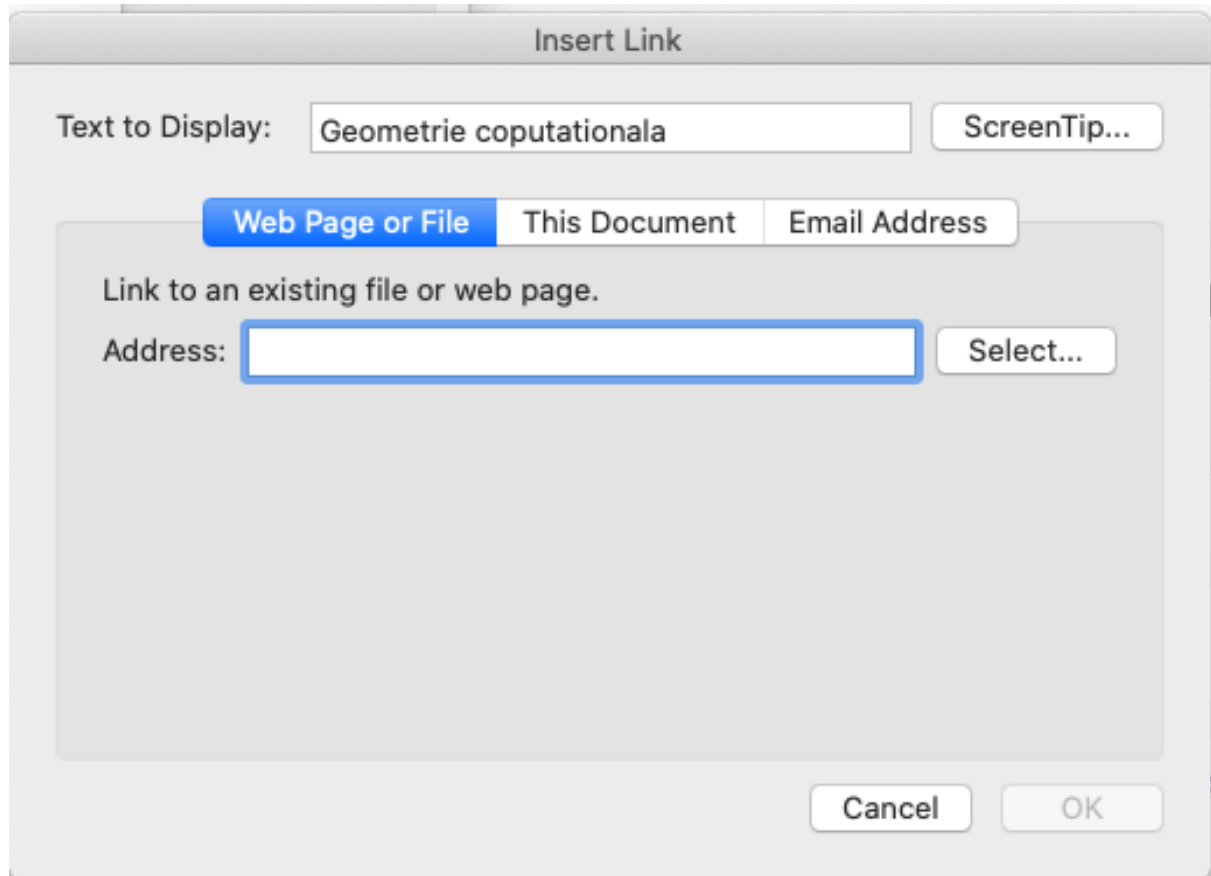 Insert Link
Text to Display: Geometrie coputationala ScreenTip...
Web Page or File This Document Email Address
Link to an existing file or web page.
Address: Select...
Cancel OK